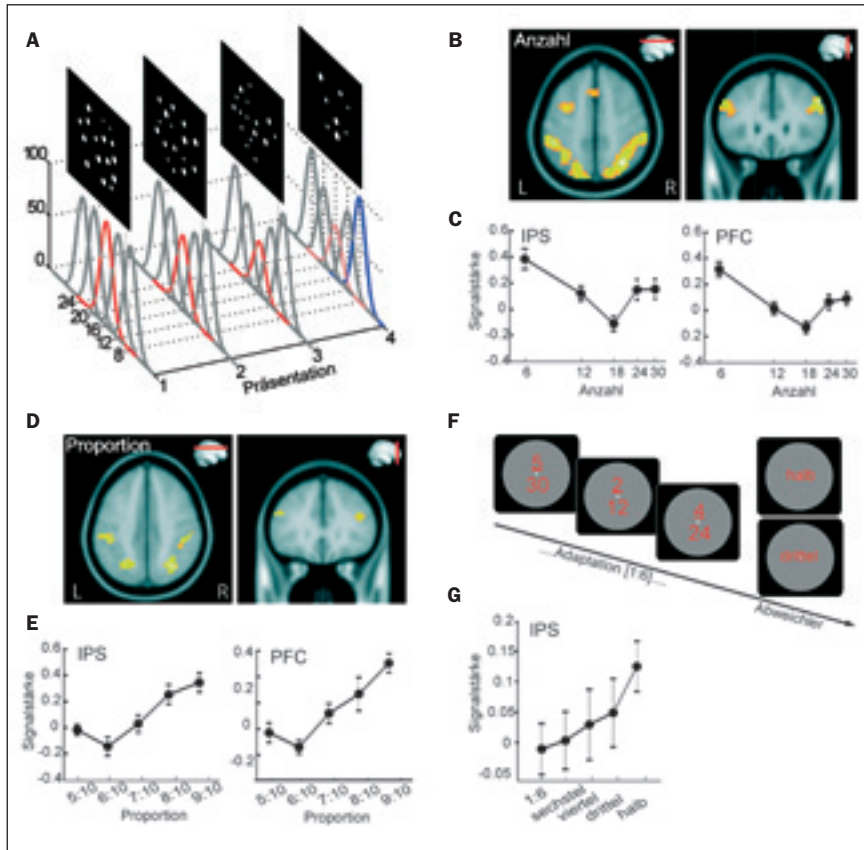 A
100
50
0
24
20
16
12
8
1
2
3
4
Präsentation
B
Anzahl
L
R
C
IPS
PFC
Signalstärke
0.6
0.4
0.2
0
-0.2
-0.4
0.6
0.4
0.2
0
-0.2
-0.4
6
12
18
24
30
6
12
18
24
30
Anzahl
Anzahl
D
Proportion
L
R
E
IPS
PFC
Signalstärke
0.6
0.4
0.2
0
-0.2
-0.4
0.4
0.2
0
-0.2
5:10
6:10
7:10
8:10
9:10
5:10
6:10
7:10
8:10
9:10
Proportion
Proportion
F
5
30
2
12
4
24
halb
drittel
Adaptation [1:6]
Abweichler
G
IPS
Signalstärke
0.2
0.15
0.1
0.05
0
-0.05
1:6
sechstel
viertel
drittel
halb